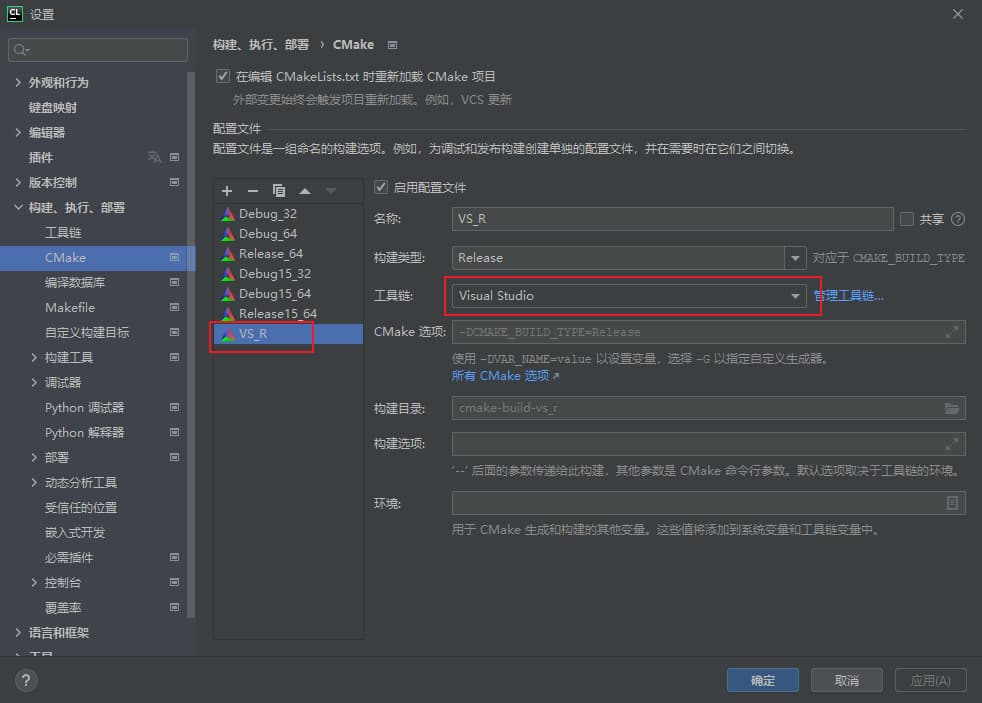 CL 设置
构建、执行、部署 › CMake
在编辑 CMakeLists.txt 时重新加载 CMake 项目
外部变更始终会触发项目重新加载。例如，VCS 更新
配置文件
配置文件是一组命名的构建选项。例如，为调试和发布构建创建单独的配置文件，并在需要时在它们之间切换。
外观和行为
键盘映射
编辑器
插件
版本控制
构建、执行、部署
工具链
CMake
编译数据库
Makefile
自定义构建目标
构建工具
调试器
Python 调试器
Python 解释器
部署
动态分析工具
受信任的位置
嵌入式开发
必需插件
控制台
覆盖率
语言和框架
工具
Debug_32
Debug_64
Release_64
Debug15_32
Debug15_64
Release15_64
VS_R
启用配置文件
名称: VS_R 共享 ?
构建类型: Release 对应于 CMAKE_BUILD_TYPE
工具链: Visual Studio 管理工具链...
CMake 选项: -DCMAKE_BUILD_TYPE=Release
使用 -DVAR_NAME=value 以设置变量，选择 -G 以指定自定义生成器。
所有 CMake 选项↗
构建目录: cmake-build-vs_r
构建选项:
'--' 后面的参数传递给此构建，其他参数是 CMake 命令行参数。默认选项取决于工具链的环境。
环境:
用于 CMake 生成和构建的其他变量。这些值将添加到系统变量和工具链变量中。
? 确定 取消 应用(A)